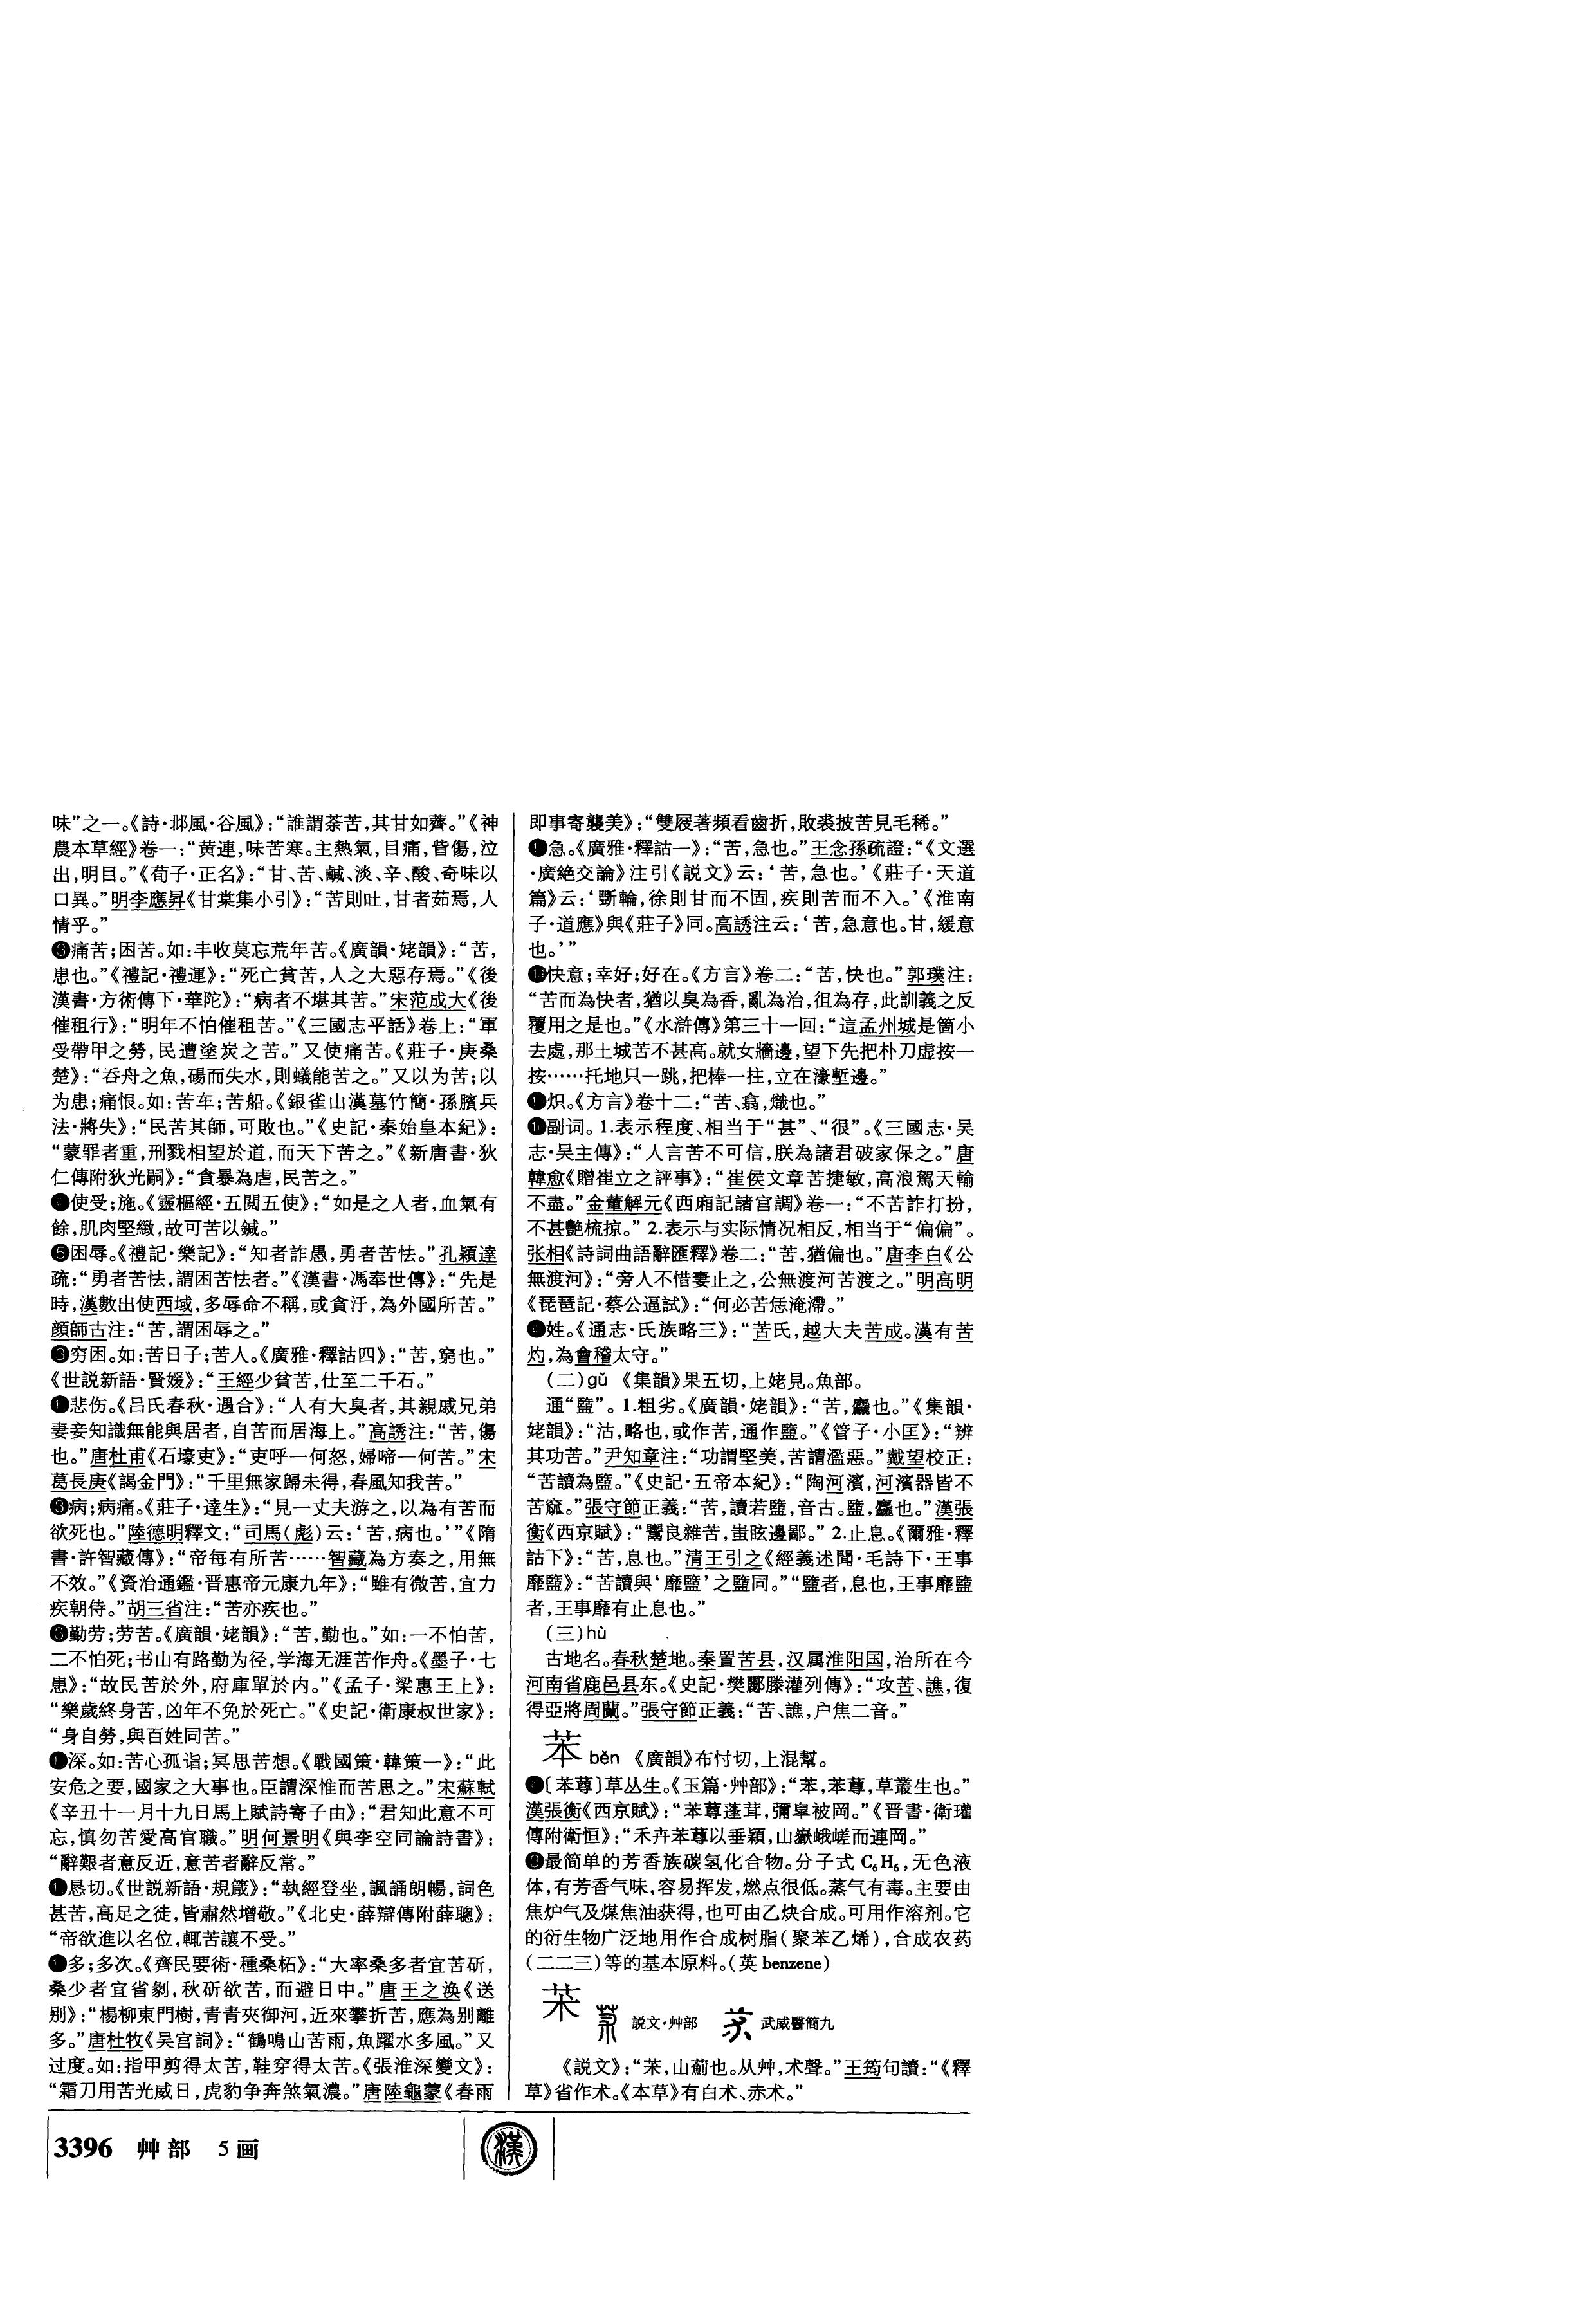 味”之一。《詩·邶風·谷風》：“誰謂荼苦，其甘如薺。”《神
農本草經》卷一：“黄連，味苦寒。主熱氣，目痛，眥傷，泣
出，明目。”《荀子·正名》：“甘、苦、鹹、淡、辛、酸、奇味以
口異。”明李應昇《甘棠集小引》：“苦則吐，甘者茹焉，人
情乎。”
❸痛苦；困苦。如：丰收莫忘荒年苦。《廣韻·姥韻》：“苦，
患也。”《禮記·禮運》：“死亡貧苦，人之大惡存焉。”《後
漢書·方術傳下·華陀》：“病者不堪其苦。”宋范成大《後
催租行》：“明年不怕催租苦。”《三國志平話》卷上：“軍
受帶甲之勞，民遭塗炭之苦。”又使痛苦。《莊子·庚桑
楚》：“吞舟之魚，碭而失水，則蟻能苦之。”又以为苦；以
为患；痛恨。如：苦车；苦船。《銀雀山漢墓竹簡·孫臏兵
法·將失》：“民苦其師，可敗也。”《史記·秦始皇本紀》：
“蒙罪者重，刑戮相望於道，而天下苦之。”《新唐書·狄
仁傳附狄光嗣》：“貪暴為虐，民苦之。”
使受；施。《靈樞經·五閱五使》：“如是之人者，血氣有
餘，肌肉堅緻，故可苦以鍼。”
❺困辱。《禮記·樂記》：“知者詐愚，勇者苦怯。”孔穎達
疏：“勇者苦怯，謂困苦怯者。”《漢書·馮奉世傳》：“先是
時，漢數出使西域，多辱命不稱，或貪汙，為外國所苦。”
顔師古注：“苦，謂困辱之。”
❸穷困。如：苦日子；苦人。《廣雅·釋詁四》：“苦，窮也。”
《世説新語·賢媛》：“王經少貧苦，仕至二千石。”
❶悲伤。《吕氏春秋·遇合》：“人有大臭者，其親戚兄弟
妻妾知識無能與居者，自苦而居海上。”高誘注：“苦，傷
也。”唐杜甫《石壕吏》：“吏呼一何怒，婦啼一何苦。”宋
葛長庚《謁金門》：“千里無家歸未得，春風知我苦。”
❸病；病痛。《莊子·達生》：“見一丈夫游之，以為有苦而
欲死也。”陸德明釋文：“司馬（彪）云：‘苦，病也。’”《隋
書·許智藏傳》：“帝每有所苦……智藏為方奏之，用無
不效。”《資治通鑑·晋惠帝元康九年》：“雖有微苦，宜力
疾朝侍。”胡三省注：“苦亦疾也。”
❸勤劳；劳苦。《廣韻·姥韻》：“苦，勤也。”如：一不怕苦，
二不怕死；书山有路勤为径，学海无涯苦作舟。《墨子·七
患》：“故民苦於外，府庫單於内。”《孟子·梁惠王上》：
“樂歲終身苦，凶年不免於死亡。”《史記·衛康叔世家》：
“身自勞，與百姓同苦。”
❶深。如：苦心孤诣；冥思苦想。《戰國策·韓策一》：“此
安危之要，國家之大事也。臣請深惟而苦思之。”宋蘇軾
《辛丑十一月十九日馬上賦詩寄子由》：“君知此意不可
忘，慎勿苦愛高官職。”明何景明《與李空同論詩書》：
“辭艱者意反近，意苦者辭反常。”
❶恳切。《世説新語·規箴》：“執經登坐，諷誦朗暢，詞色
甚苦，高足之徒，皆肅然增敬。”《北史·薛辯傳附薛聰》：
“帝欲進以名位，輒苦讓不受。”
❶多；多次。《齊民要術·種桑柘》：“大率桑多者宜苦斫，
桑少者宜省剶，秋斫欲苦，而避日中。”唐王之涣《送
别》：“楊柳東門樹，青青夾御河，近來攀折苦，應為别離
多。”唐杜牧《吴宫詞》：“鶴鳴山苦雨，魚躍水多風。”又
过度。如：指甲剪得太苦，鞋穿得太苦。《張淮深變文》：
“霜刀用苦光威日，虎豹争奔煞氣濃。”唐陸龜蒙《春雨
即事寄襲美》：“雙屐著頻看齒折，敗裘披苦見毛稀。”
❶急。《廣雅·釋詁一》：“苦，急也。”王念孫疏證：“《文選
·廣絶交論》注引《説文》云：‘苦，急也。’《莊子·天道
篇》云：‘斲輪，徐則甘而不固，疾則苦而不入。’《淮南
子·道應》與《莊子》同。高誘注云：‘苦，急意也。甘，緩意
也。’”
❶快意；幸好；好在。《方言》卷二：“苦，快也。”郭璞注：
“苦而為快者，猶以臭為香，亂為治，徂為存，此訓義之反
覆用之是也。”《水滸傳》第三十一回：“這孟州城是箇小
去處，那土城苦不甚高。就女牆邊，望下先把朴刀虚按一
按……托地只一跳，把棒一拄，立在濠塹邊。”
❶炽。《方言》卷十二：“苦、翕，熾也。”
❶副词。1.表示程度、相当于“甚”、“很”。《三國志·吴
志·吴主傳》：“人言苦不可信，朕為諸君破家保之。”唐
韓愈《贈崔立之評事》：“崔侯文章苦捷敏，高浪駕天輸
不盡。”金董解元《西廂記諸宫調》卷一：“不苦詐打扮，
不甚艷梳掠。”2.表示与实际情况相反，相当于“偏偏”。
张相《詩詞曲語辭匯釋》卷二：“苦，猶偏也。”唐李白《公
無渡河》：“旁人不惜妻止之，公無渡河苦渡之。”明高明
《琵琶記·蔡公逼試》：“何必苦恁淹滯。”
姓。《通志·氏族略三》：“苦氏，越大夫苦成。漢有苦
灼，為會稽太守。”
（二）gǔ 《集韻》果五切，上姥見。魚部。
通“盬”。1.粗劣。《廣韻·姥韻》：“苦，麤也。”《集韻·
姥韻》：“沽，略也，或作苦，通作盬。”《管子·小匡》：“辨
其功苦。”尹知章注：“功謂堅美，苦謂濫惡。”戴望校正：
“苦讀為盬。”《史記·五帝本紀》：“陶河濱，河濱器皆不
苦窳。”張守節正義：“苦，讀若盬，音古。盬，麤也。”漢張
衡《西京賦》：“鬻良雜苦，蚩眩邊鄙。”2.止息。《爾雅·釋
詁下》：“苦，息也。”清王引之《經義述聞·毛詩下·王事
靡盬》：“苦讀與‘靡盬’之盬同。”“盬者，息也，王事靡盬
者，王事靡有止息也。”
（三）hù
古地名。春秋楚地。秦置苦县，汉属淮阳国，治所在今
河南省鹿邑县东。《史記·樊酈滕灌列傳》：“攻苦、譙，復
得亞將周蘭。”張守節正義：“苦、譙，户焦二音。”
苯 běn 《廣韻》布忖切，上混幫。
〔苯尊〕草丛生。《玉篇·艸部》：“苯，苯尊，草叢生也。”
漢張衡《西京賦》：“苯尊蓬茸，彌皐被岡。”《晋書·衛瓘
傳附衛恒》：“禾卉苯尊以垂穎，山嶽峨嵯而連岡。”
❸最简单的芳香族碳氢化合物。分子式C₆H₆，无色液
体，有芳香气味，容易挥发，燃点很低。蒸气有毒。主要由
焦炉气及煤焦油获得，也可由乙炔合成。可用作溶剂。它
的衍生物广泛地用作合成树脂（聚苯乙烯），合成农药
（二二三）等的基本原料。（英benzene）
茉 説文·艸部 武威醫簡九
《説文》：“茉，山薊也。从艸，术聲。”王筠句讀：“《釋
草》省作术。《本草》有白术、赤术。”
3396 艸部 5画
漢